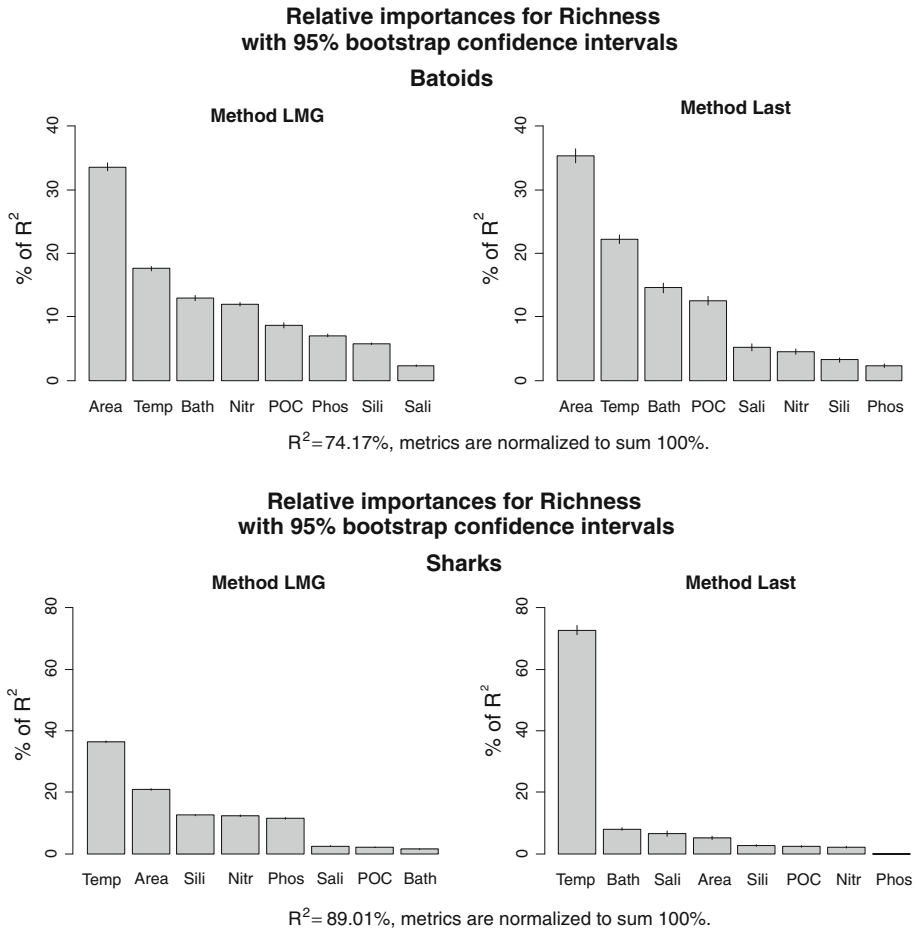 Relative importances for Richness
with 95% bootstrap confidence intervals
Batoids
Method LMG
% of R²
40
30
20
10
0
Area Temp Bath Nitr POC Phos Sili Sali
Method Last
% of R²
40
30
20
10
0
Area Temp Bath POC Sali Nitr Sili Phos
R²=74.17%, metrics are normalized to sum 100%.
Relative importances for Richness
with 95% bootstrap confidence intervals
Sharks
Method LMG
% of R²
80
60
40
20
0
Temp Area Sili Nitr Phos Sali POC Bath
Method Last
% of R²
80
60
40
20
0
Temp Bath Sali Area Sili POC Nitr Phos
R²= 89.01%, metrics are normalized to sum 100%.